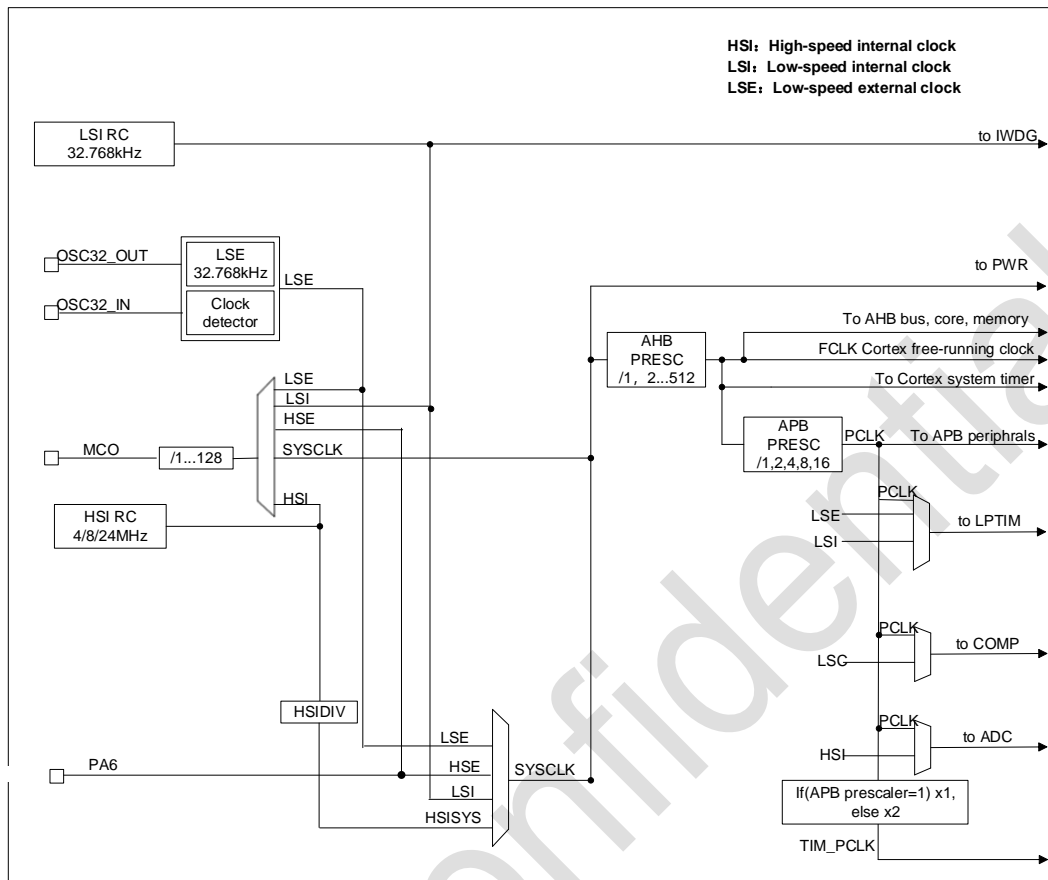 HSI：High-speed internal clock
LSI：Low-speed internal clock
LSE：Low-speed external clock
LSI RC
32.768kHz
to IWDG
OSC32_OUT
LSE
32.768kHz
LSE
OSC32_IN
Clock
detector
to PWR
To AHB bus, core, memory
AHB
PRESC
/1, 2...512
FCLK Cortex free-running clock
To Cortex system timer
LSE
LSI
HSE
MCO
/1...128
SYSCLK
HSI
APB
PRESC
/1,2,4,8,16
PCLK
To APB periphrals
HSI RC
4/8/24MHz
PCLK
LSE
LSI
to LPTIM
PCLK
LSC
to COMP
HSIDIV
PCLK
HSI
to ADC
LSE
PA6
HSE
SYSCLK
LSI
HSISYS
If(APB prescaler=1) x1,
else x2
TIM_PCLK
onfidential